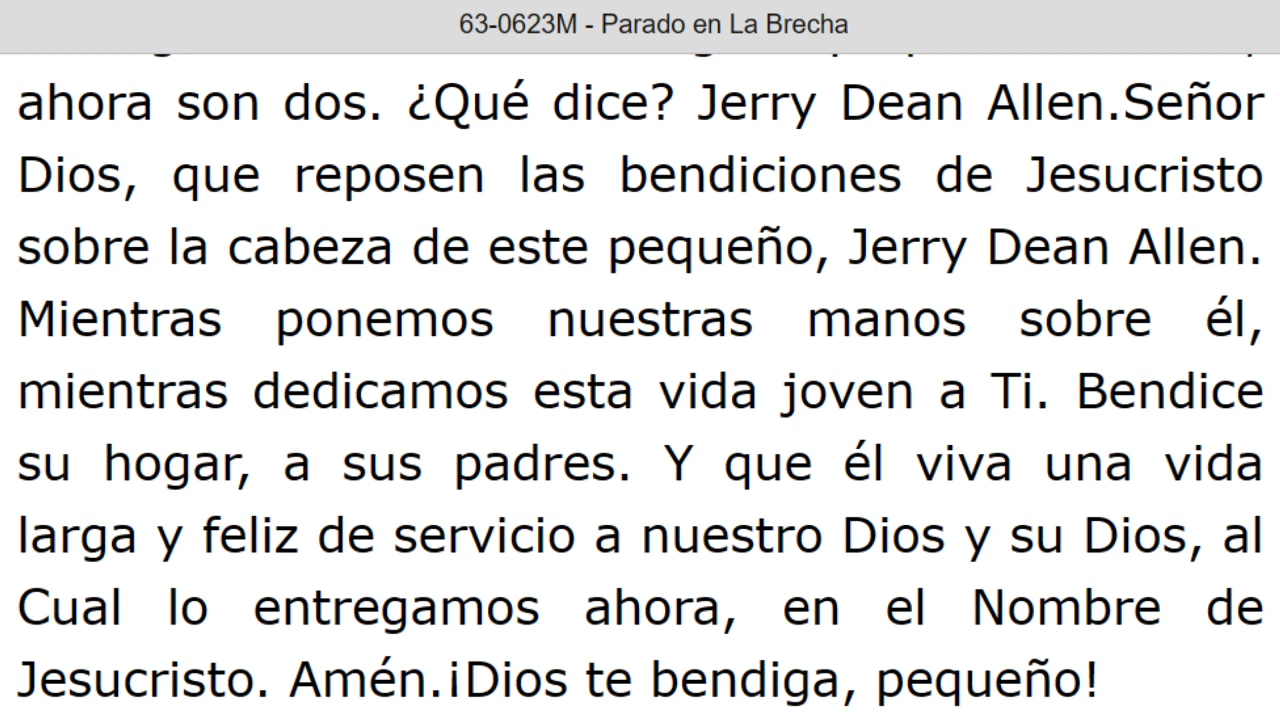 63-0623M - Parado en La Brecha
ahora son dos. ¿Qué dice? Jerry Dean Allen.Señor
Dios, que reposen las bendiciones de Jesucristo
sobre la cabeza de este pequeño, Jerry Dean Allen.
Mientras ponemos nuestras manos sobre él,
mientras dedicamos esta vida joven a Ti. Bendice
su hogar, a sus padres. Y que él viva una vida
larga y feliz de servicio a nuestro Dios y su Dios, al
Cual lo entregamos ahora, en el Nombre de
Jesucristo. Amén.¡Dios te bendiga, pequeño!